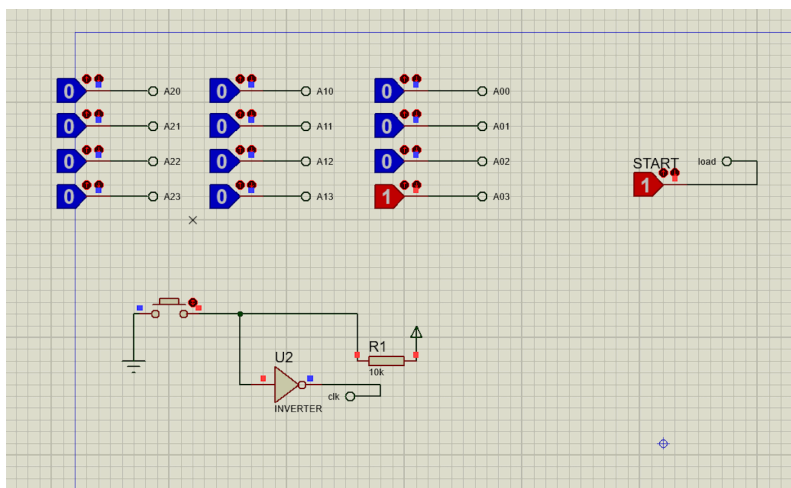 0 A20 0 A10 0 A00
0 A21 0 A11 0 A01
0 A22 0 A12 0 A02
START load
0 A23 0 A13 1 A03
1
R1
U2
10k
clk
INVERTER